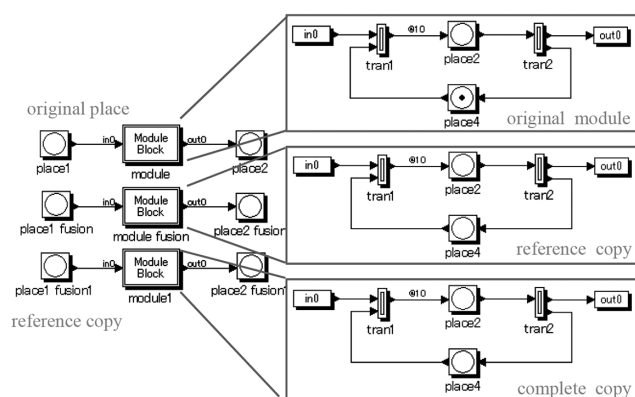 in0
@10
out0
tran1
place2
tran2
place4
original module
original place
in0
Module
Block
out0
place1
module
place2
in0
@10
out0
tran1
place2
tran2
place4
reference copy
in0
Module
Block
out0
place1 fusion
module fusion
place2 fusion
in0
Module
Block
out0
place1 fusion1
module1
place2 fusion1
reference copy
in0
@10
out0
tran1
place2
tran2
place4
complete copy